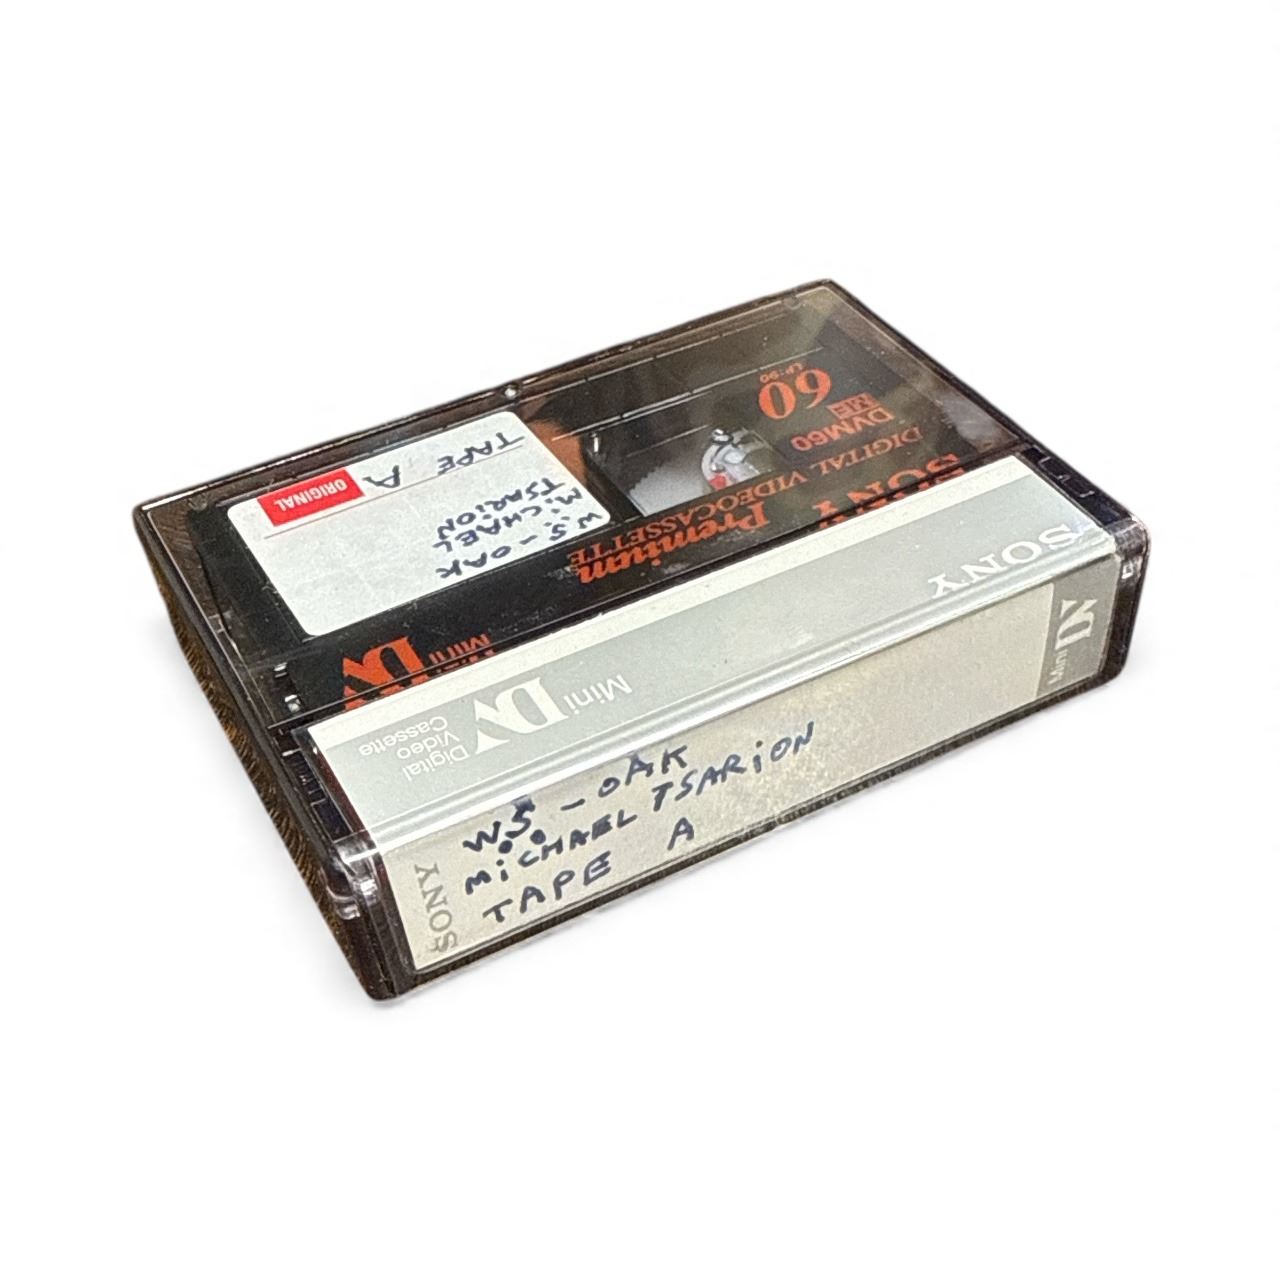 60
LP:90
DVM60
ME
DIGITAL VIDEOCASSETTE
SONY
Premium
TAPE A
ORIGINAL
W.S. - OAK
MiCHAEL
TSARiON
Mini DV
SONY
Mini DV
Digital
Video
Cassette
Mini DV
SONY
W.S. - OAK
MiCHAEL TSARiON
TAPE A